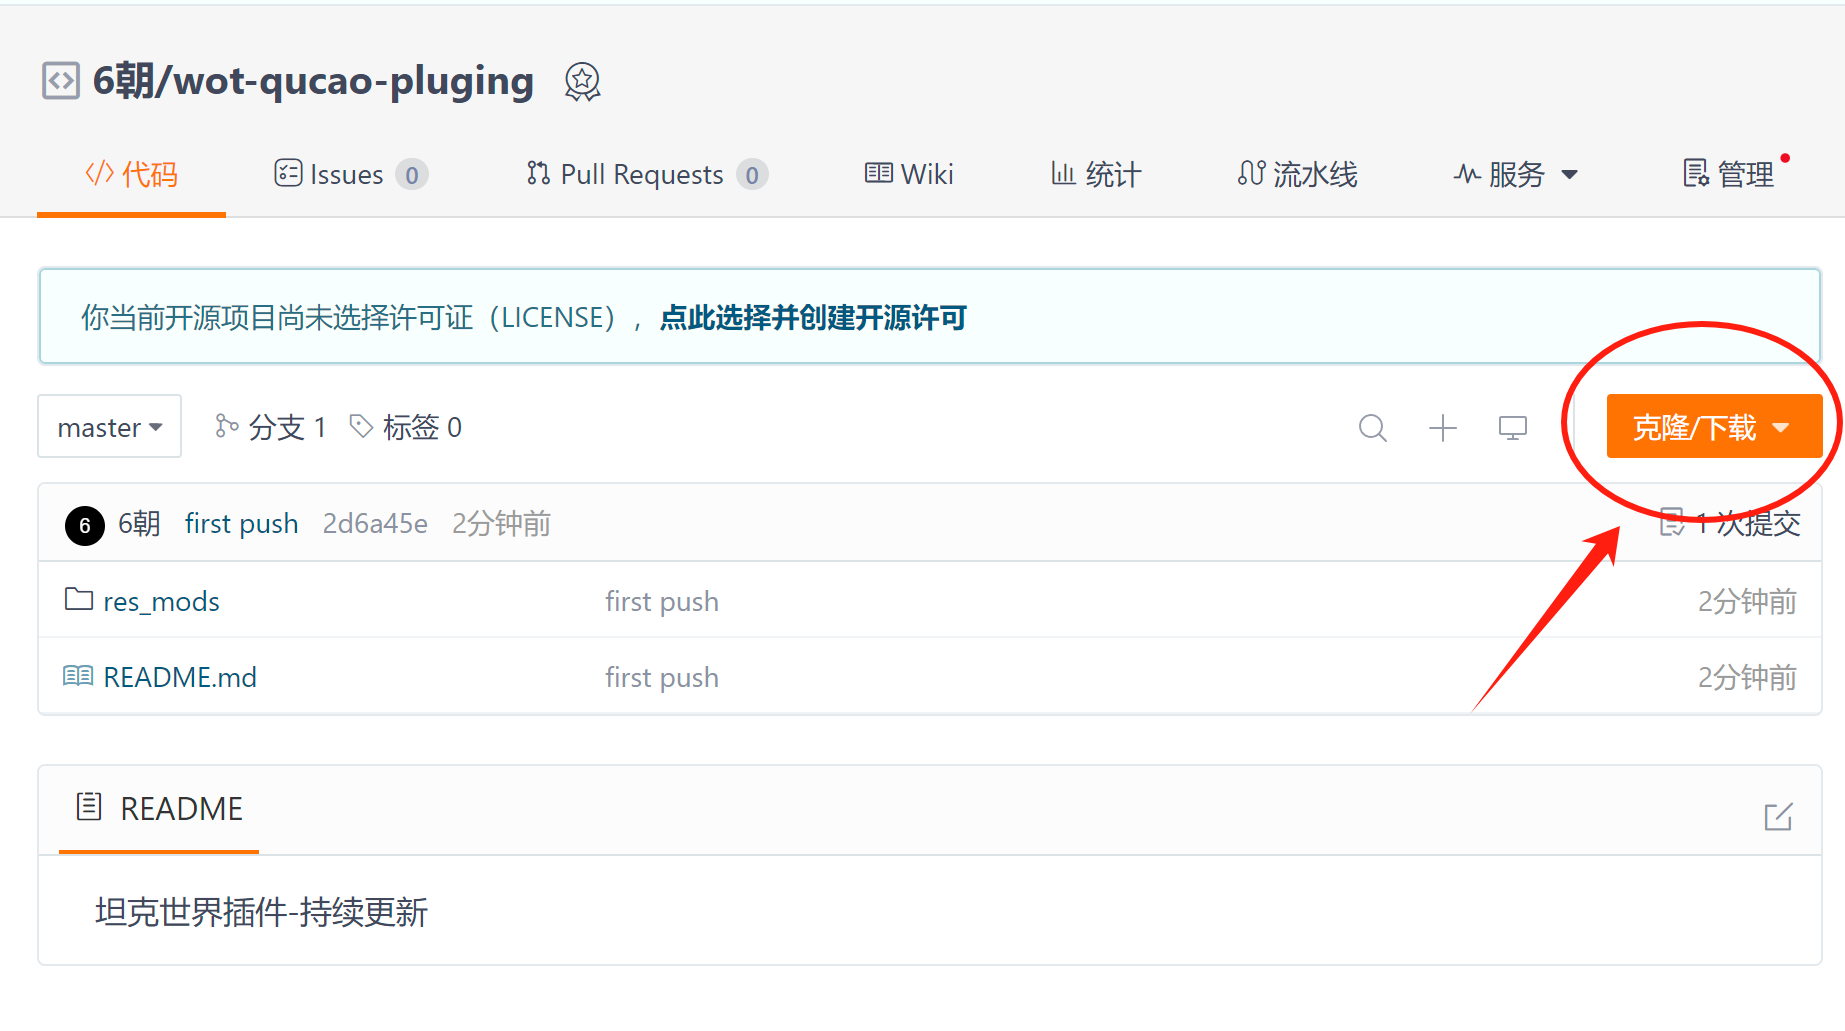 6朝/wot-qucao-pluging
代码 Issues 0 Pull Requests 0 Wiki 统计 流水线 服务 管理
你当前开源项目尚未选择许可证（LICENSE），点此选择并创建开源许可
master 分支 1 标签 0 克隆/下载
6 6朝 first push 2d6a45e 2分钟前 1 次提交
res_mods first push 2分钟前
README.md first push 2分钟前
README
坦克世界插件-持续更新